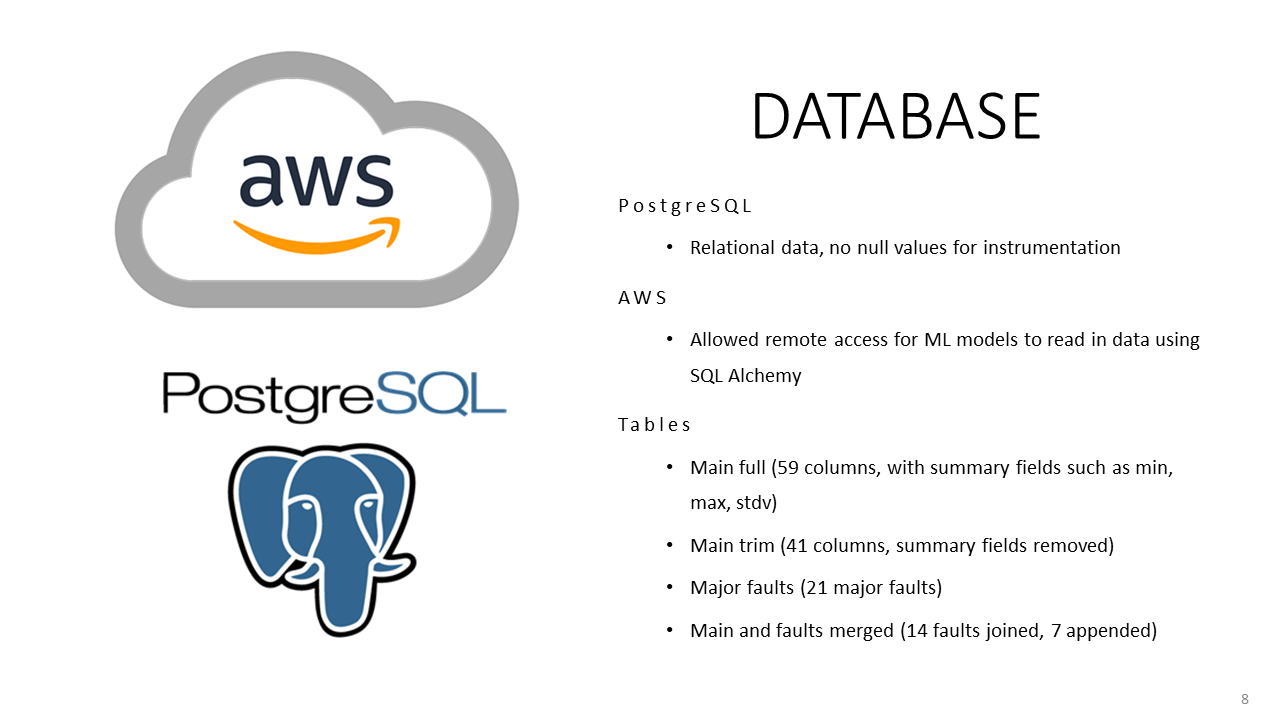 aws
PostgreSQL
DATABASE
PostgreSQL
• Relational data, no null values for instrumentation
AWS
• Allowed remote access for ML models to read in data using
SQL Alchemy
Tables
• Main full (59 columns, with summary fields such as min,
max, stdv)
• Main trim (41 columns, summary fields removed)
• Major faults (21 major faults)
• Main and faults merged (14 faults joined, 7 appended)
8